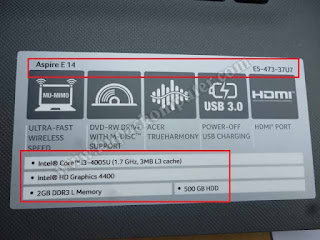 Aspire E 14 E5-473-37U7
MU-MIMO USB 3.0 HDMI
ULTRA-FAST DVD-RW DRIVE ACER POWER-OFF HDMI® PORT
WIRELESS WITH M-DISC™ TRUEHARMONY USB CHARGING
SPEED SUPPORT
• Intel® Core™ i3-4005U (1.7 GHz, 3MB L3 cache)
• Intel® HD Graphics 4400
• 2GB DDR3 L Memory • 500 GB HDD